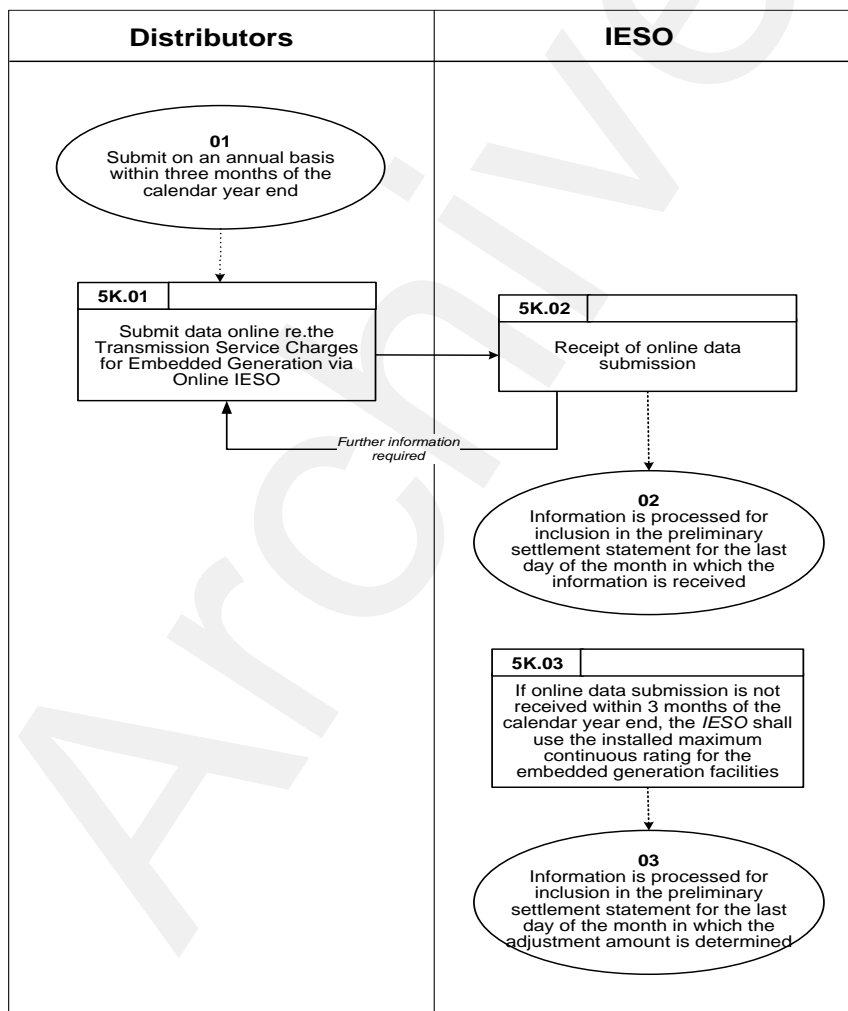 Distributors
IESO
01
Submit on an annual basis
within three months of the
calendar year end
5K.01
Submit data online re.the
Transmission Service Charges
for Embedded Generation via
Online IESO
5K.02
Receipt of online data
submission
Further information
required
02
Information is processed for
inclusion in the preliminary
settlement statement for the last
day of the month in which the
information is received
5K.03
If online data submission is not
received within 3 months of the
calendar year end, the IESO shall
use the installed maximum
continuous rating for the
embedded generation facilities
03
Information is processed for
inclusion in the preliminary
settlement statement for the last
day of the month in which the
adjustment amount is determined
Archive